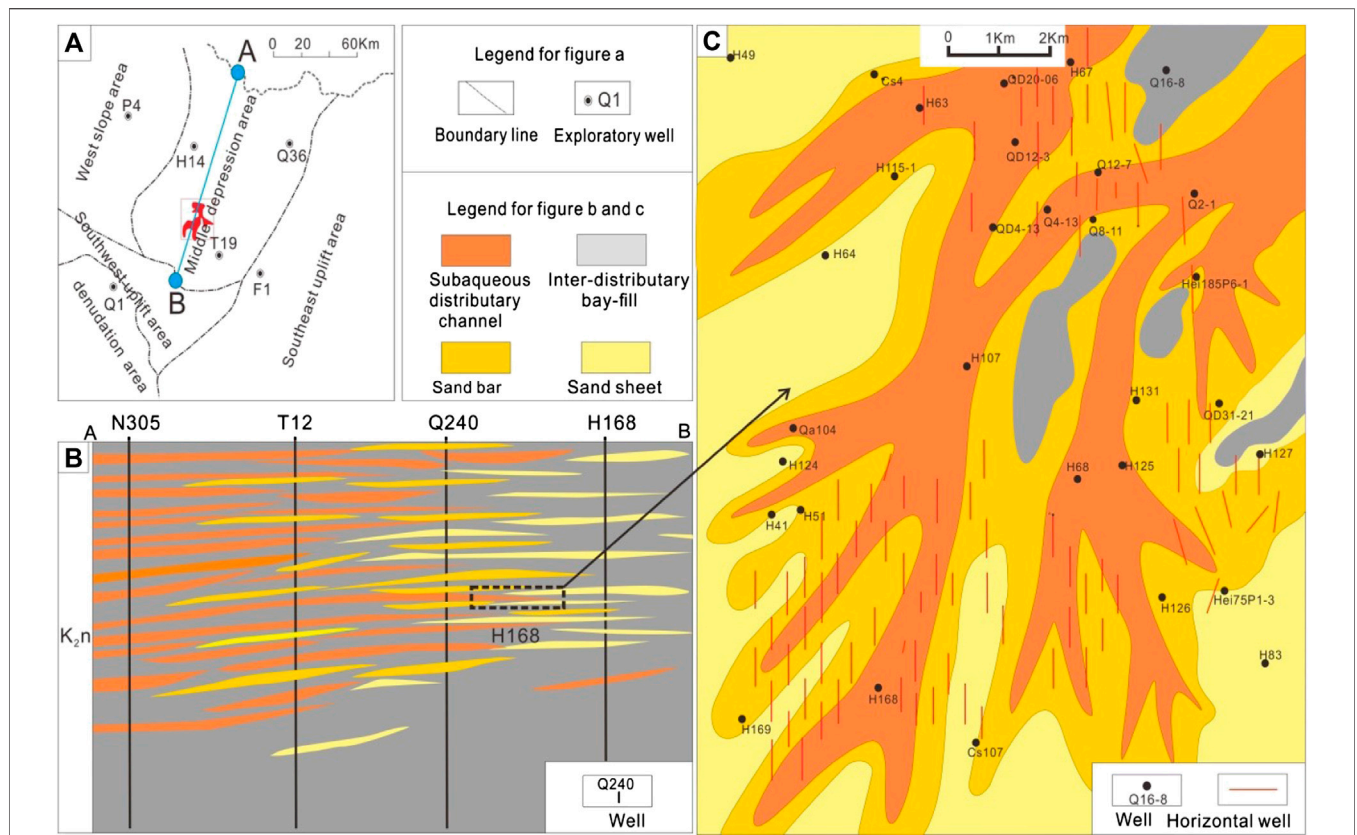 A
A
0 20 60Km
West slope area
P4
H14
Middle depression area
Q36
T19
Southwest uplift area
B
Q1
F1
denudation area
Southeast uplift area
Legend for figure a
Q1
Boundary line
Exploratory well
Legend for figure b and c
Subaqueous
distributary
channel
Inter-distributary
bay-fill
Sand bar
Sand sheet
B
A
N305
T12
Q240
H168
B
K₂n
H168
Q240
Well
C
0 1Km 2Km
H49
Cs4
QD20-06
H67
Q16-8
H63
QD12-3
H115-1
Q12-7
Q2-1
Q4-13
QD4-13
Q8-11
H64
Hei185P6-1
H107
H131
QD31-21
Qa104
H124
H127
H125
H68
H41
H51
H126
Hei75P1-3
H83
H168
H169
Cs107
Q16-8
Well
Horizontal well